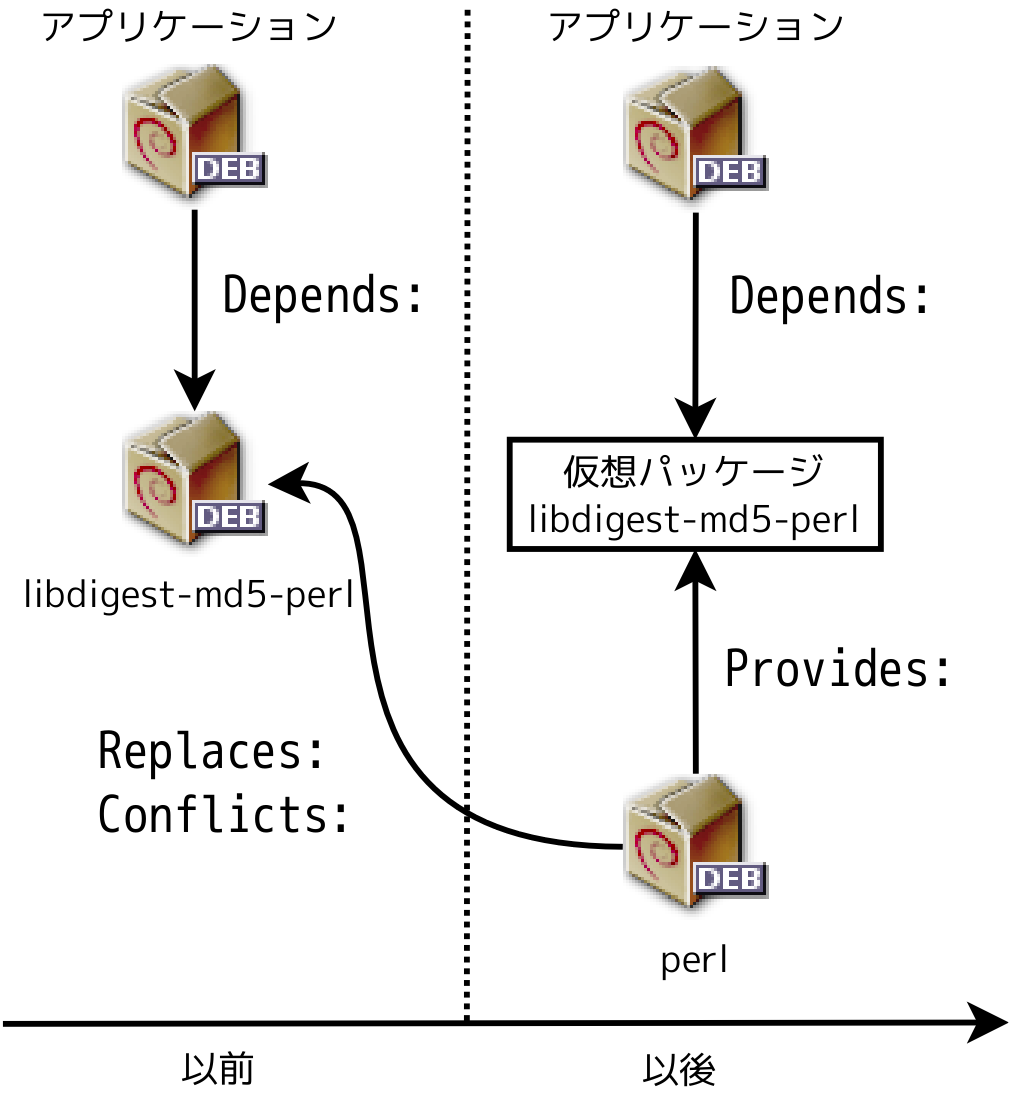 アプリケーション
DEB
Depends:
DEB
libdigest-md5-perl
Replaces:
Conflicts:
アプリケーション
DEB
Depends:
仮想パッケージ
libdigest-md5-perl
Provides:
DEB
perl
以前
以後